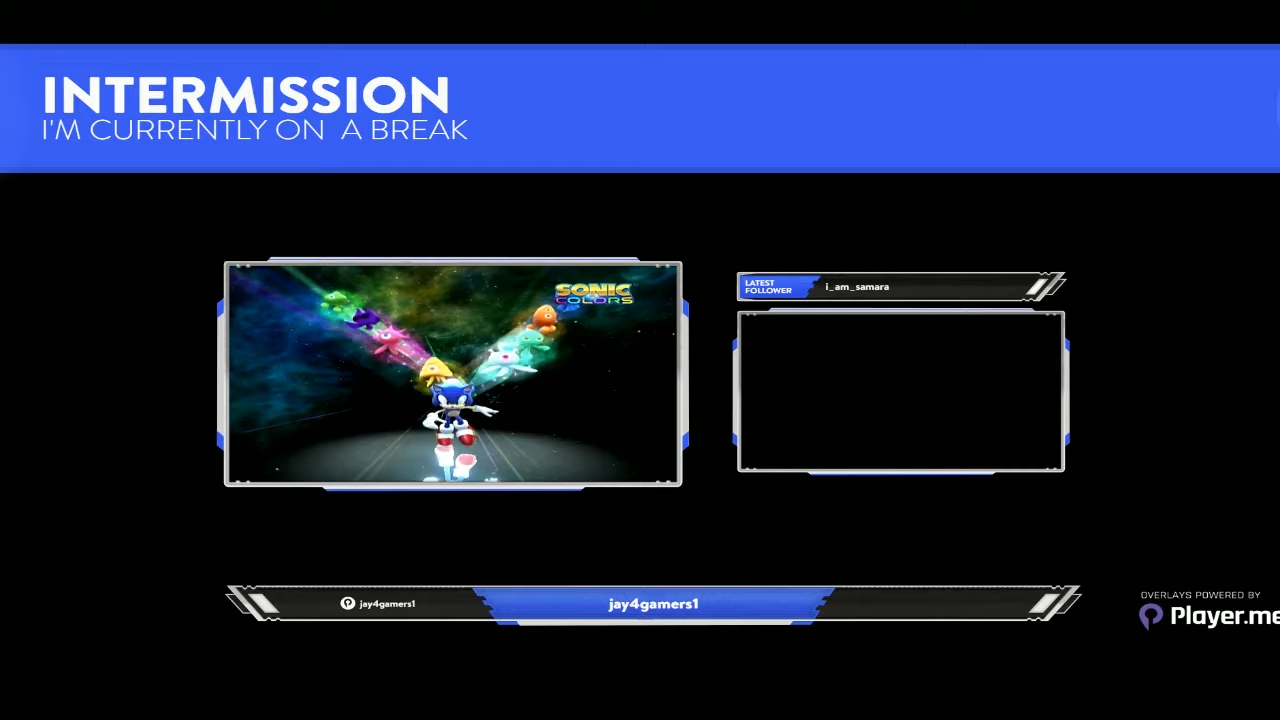 INTERMISSION
I'M CURRENTLY ON A BREAK
SONIC
COLORS
LATEST
FOLLOWER
i_am_samara
jay4gamers1
jay4gamers1
OVERLAYS POWERED BY
Player.me